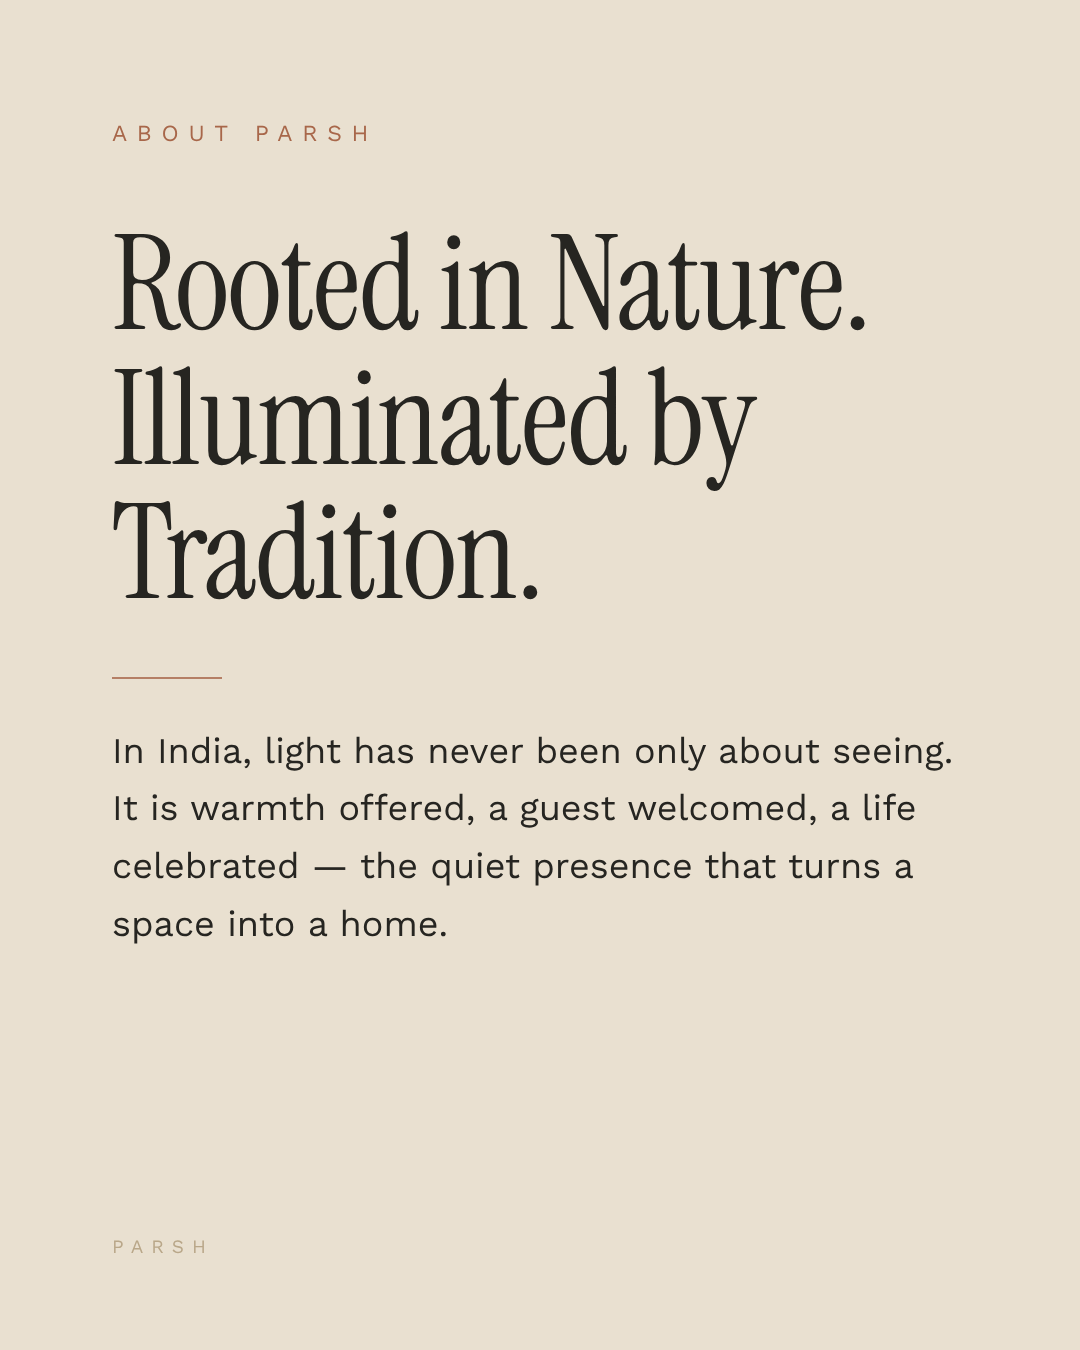 ABOUT PARSH
Rooted in Nature.
Illuminated by
Tradition.
In India, light has never been only about seeing.
It is warmth offered, a guest welcomed, a life
celebrated — the quiet presence that turns a
space into a home.
PARSH